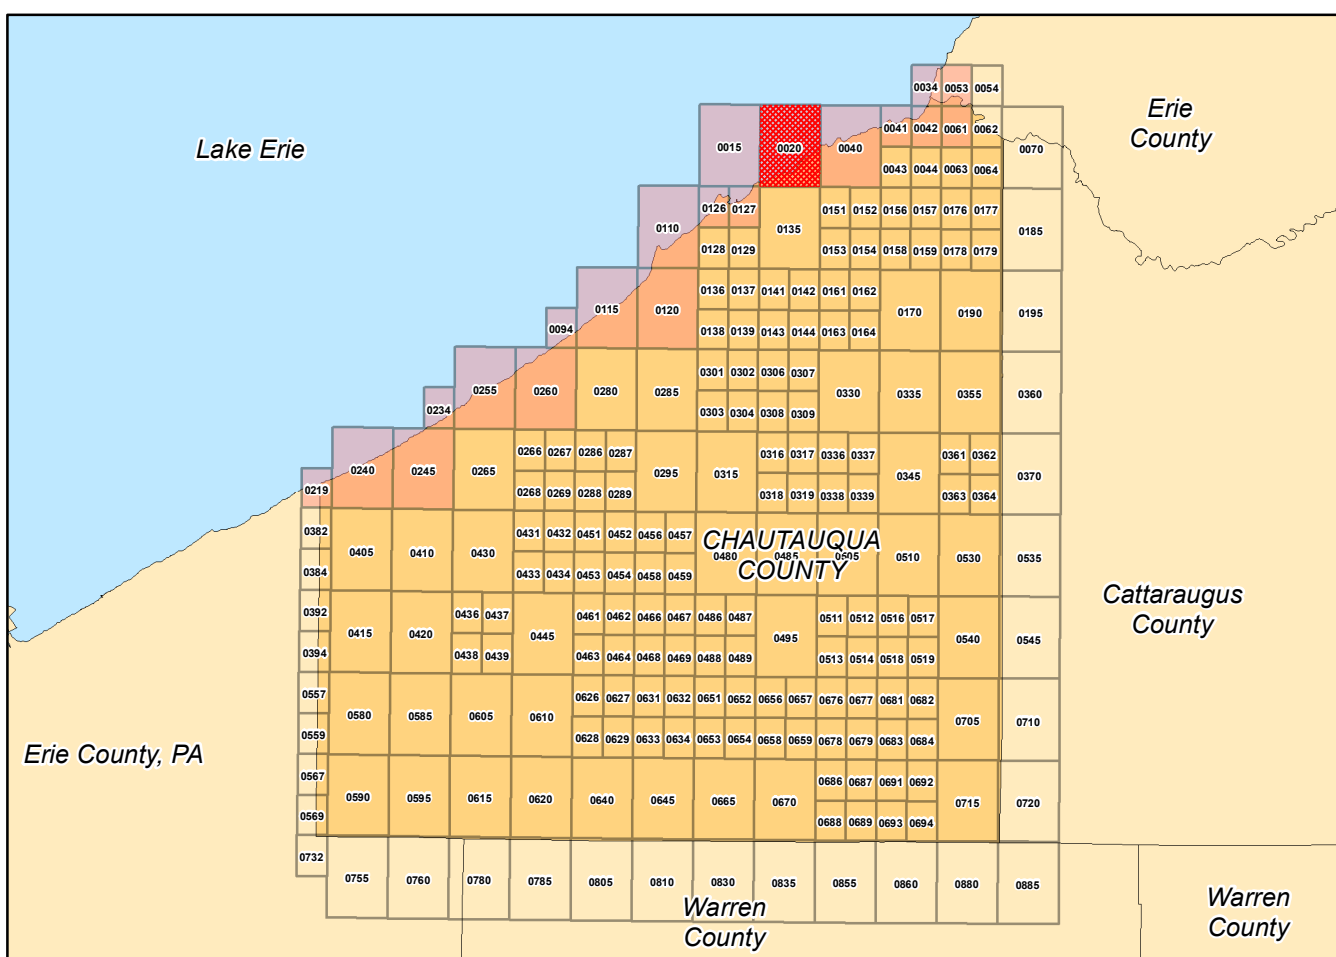 0034 0053 0054
Erie
County
Lake Erie
0015 0020 0040 0041 0042 0061 0062 0070
0043 0044 0063 0064
0110 0126 0127 0135 0151 0152 0156 0157 0176 0177 0185
0128 0129 0153 0154 0158 0159 0178 0179
0094 0115 0120 0136 0137 0141 0142 0161 0162 0170 0190 0195
0138 0139 0143 0144 0163 0164
0234 0255 0260 0280 0285 0301 0302 0306 0307 0330 0335 0355 0360
0303 0304 0308 0309
0219 0240 0245 0265 0266 0267 0286 0287 0295 0315 0316 0317 0336 0337 0345 0361 0362 0370
0268 0269 0288 0289 0318 0319 0338 0339 0363 0364
0382 0405 0410 0430 0431 0432 0451 0452 0456 0457 0480 0485 0505 0510 0530 0535
CHAUTAUQUA
COUNTY
0384 0433 0434 0453 0454 0458 0459
Cattaraugus
County
0392 0415 0420 0436 0437 0445 0461 0462 0466 0467 0486 0487 0495 0511 0512 0516 0517 0540 0545
0394 0438 0439 0463 0464 0468 0469 0488 0489 0513 0514 0518 0519
0557 0580 0585 0605 0610 0626 0627 0631 0632 0651 0652 0656 0657 0676 0677 0681 0682 0705 0710
0559 0628 0629 0633 0634 0653 0654 0658 0659 0678 0679 0683 0684
Erie County, PA
0567 0590 0595 0615 0620 0640 0645 0665 0670 0686 0687 0691 0692 0715 0720
0569 0688 0689 0693 0694
0732 0755 0760 0780 0785 0805 0810 0830 0835 0855 0860 0880 0885
Warren
County
Warren
County